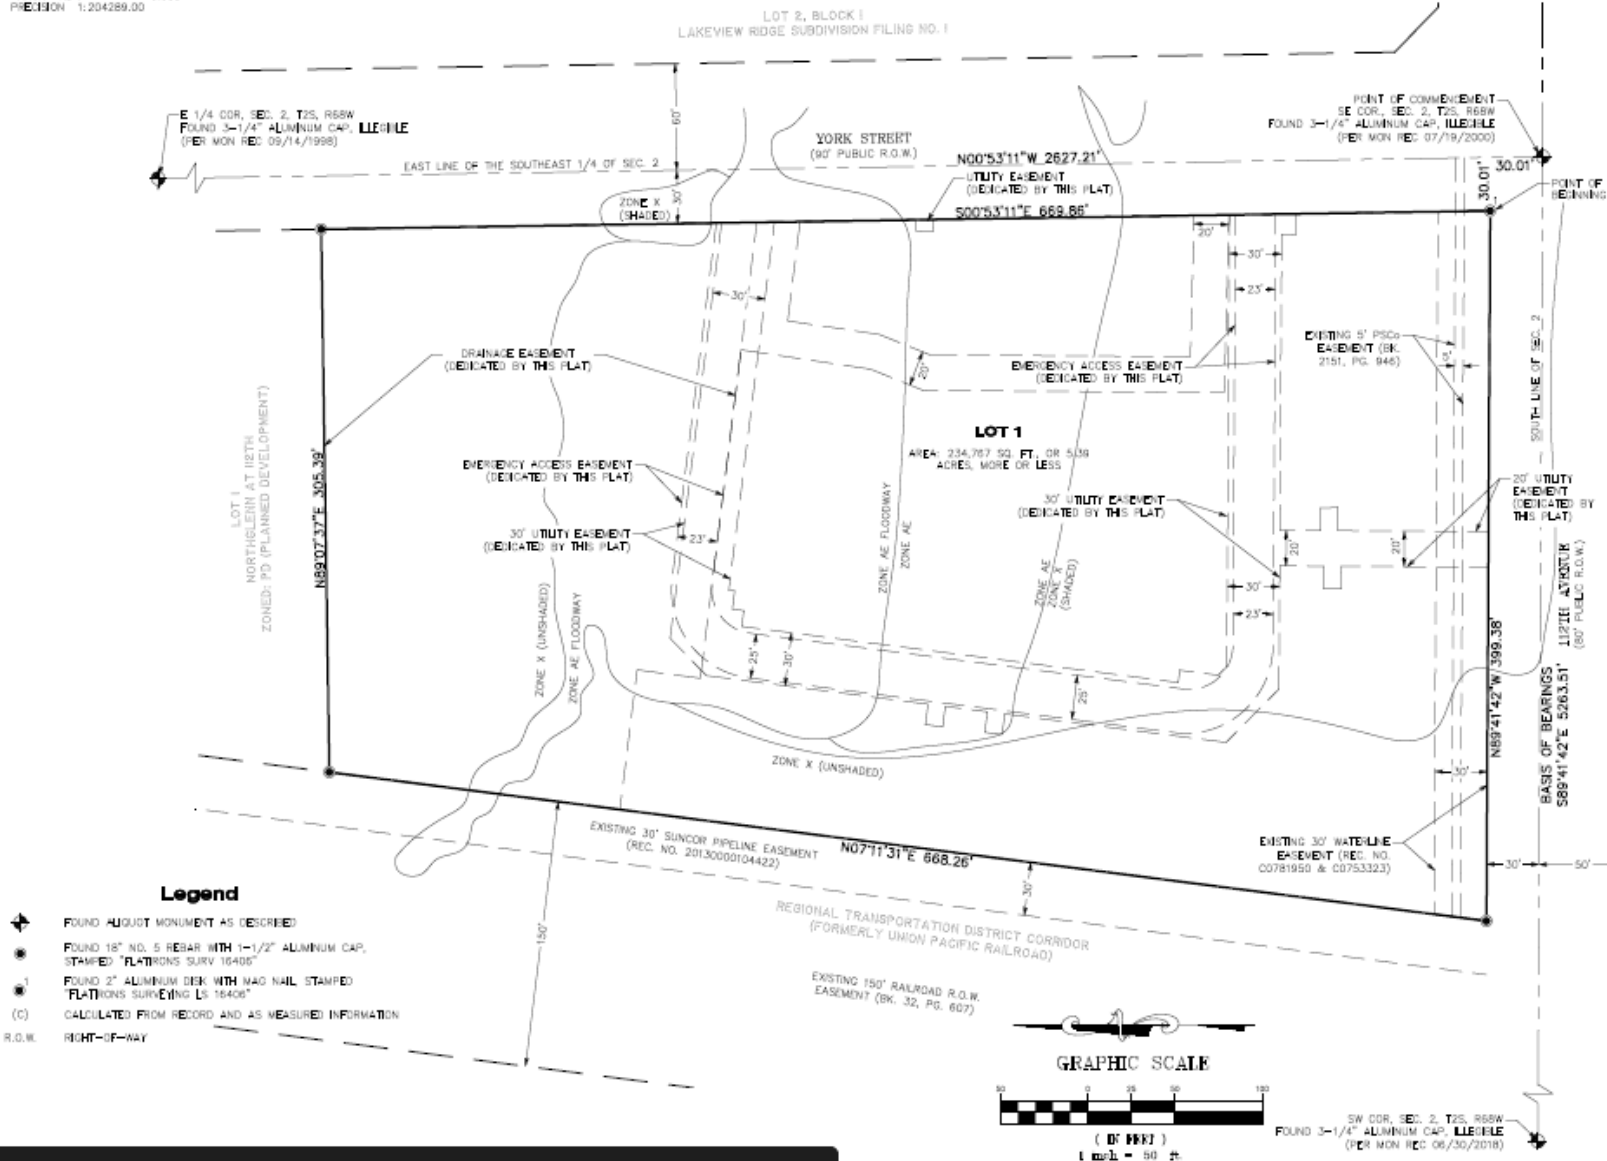 PRECISION 1:204289.00
LOT 2, BLOCK 1
LAKEVIEW RIDGE SUBDIVISION FILING NO. 1
E 1/4 COR, SEC. 2, T2S, R68W
FOUND 3-1/4" ALUMINUM CAP, ILLEGIBLE
(PER MON REC 09/14/1998)
EAST LINE OF THE SOUTHEAST 1/4 OF SEC. 2
60'
30'
YORK STREET
(90' PUBLIC R.O.W.)
N00°53'11"W 2627.21'
POINT OF COMMENCEMENT
SE COR., SEC. 2, T2S, R68W
FOUND 3-1/4" ALUMINUM CAP, ILLEGIBLE
(PER MON REC 07/19/2000)
30.01'
30.01'
POINT OF
BEGINNING
UTILITY EASEMENT
(DEDICATED BY THIS PLAT)
S00°53'11"E 669.86'
ZONE X
(SHADED)
20'
30'
23'
30'
DRAINAGE EASEMENT
(DEDICATED BY THIS PLAT)
20'
EMERGENCY ACCESS EASEMENT
(DEDICATED BY THIS PLAT)
EXISTING 5' PSCo
EASEMENT (BK.
2151, PG. 946)
SOUTH LINE OF SEC. 2
LOT 1
NORTHGLENN AT 112TH
ZONED: PD (PLANNED DEVELOPMENT)
N89°07'37"E 305.39'
LOT 1
AREA: 234,767 SQ. FT., OR 5.39
ACRES, MORE OR LESS
EMERGENCY ACCESS EASEMENT
(DEDICATED BY THIS PLAT)
30' UTILITY EASEMENT
(DEDICATED BY THIS PLAT)
23'
30' UTILITY EASEMENT
(DEDICATED BY THIS PLAT)
20' UTILITY
EASEMENT
(DEDICATED BY
THIS PLAT)
20'
20'
30'
23'
ZONE AE FLOODWAY
ZONE AE
ZONE AE
ZONE X
(SHADED)
ZONE X (UNSHADED)
ZONE AE FLOODWAY
25'
30'
25'
112TH AVENUE
(80' PUBLIC R.O.W.)
N89°41'42"W 399.38'
BASIS OF BEARINGS
S89°41'42"E 5263.51'
ZONE X (UNSHADED)
30'
EXISTING 30' SUNCOR PIPELINE EASEMENT
(REC. NO. 20130000104422)
N07°11'31"E 668.26'
EXISTING 30' WATERLINE
EASEMENT (REC. NO.
C0781950 & C0753323)
30'
50'
30'
150'
REGIONAL TRANSPORTATION DISTRICT CORRIDOR
(FORMERLY UNION PACIFIC RAILROAD)
EXISTING 150' RAILROAD R.O.W.
EASEMENT (BK. 32, PG. 607)
Legend
FOUND ALIQUOT MONUMENT AS DESCRIBED
FOUND 18" NO. 5 REBAR WITH 1-1/2" ALUMINUM CAP,
STAMPED "FLATIRONS SURV 16406"
1 FOUND 2" ALUMINUM DISK WITH MAG NAIL STAMPED
"FLATIRONS SURVEYING LS 16406"
(C) CALCULATED FROM RECORD AND AS MEASURED INFORMATION
R.O.W. RIGHT-OF-WAY
GRAPHIC SCALE
50 0 25 50 100
( IN FEET )
1 inch = 50 ft.
SW COR, SEC. 2, T2S, R68W
FOUND 3-1/4" ALUMINUM CAP, ILLEGIBLE
(PER MON REC 06/30/2018)